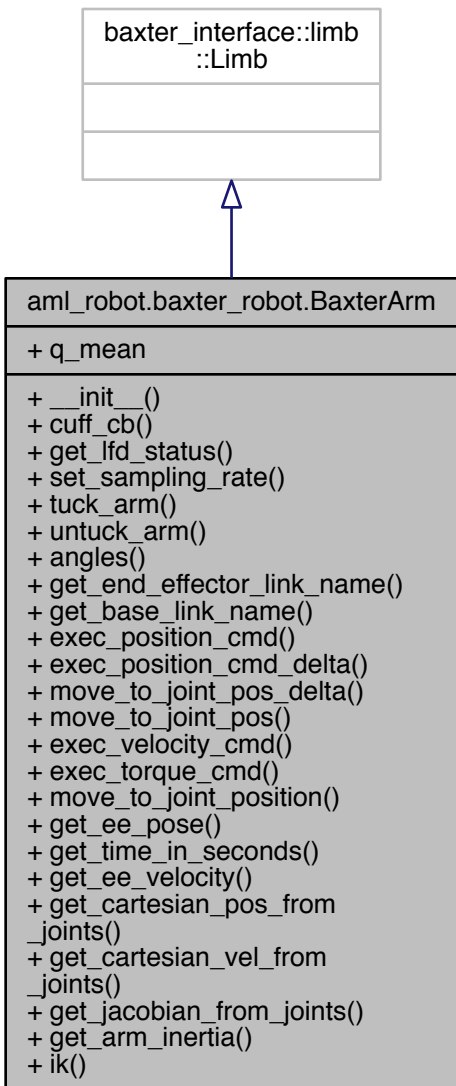 baxter_interface::limb
::Limb
aml_robot.baxter_robot.BaxterArm
+ q_mean
+ __init__()
+ cuff_cb()
+ get_lfd_status()
+ set_sampling_rate()
+ tuck_arm()
+ untuck_arm()
+ angles()
+ get_end_effector_link_name()
+ get_base_link_name()
+ exec_position_cmd()
+ exec_position_cmd_delta()
+ move_to_joint_pos_delta()
+ move_to_joint_pos()
+ exec_velocity_cmd()
+ exec_torque_cmd()
+ move_to_joint_position()
+ get_ee_pose()
+ get_time_in_seconds()
+ get_ee_velocity()
+ get_cartesian_pos_from
_joints()
+ get_cartesian_vel_from
_joints()
+ get_jacobian_from_joints()
+ get_arm_inertia()
+ ik()